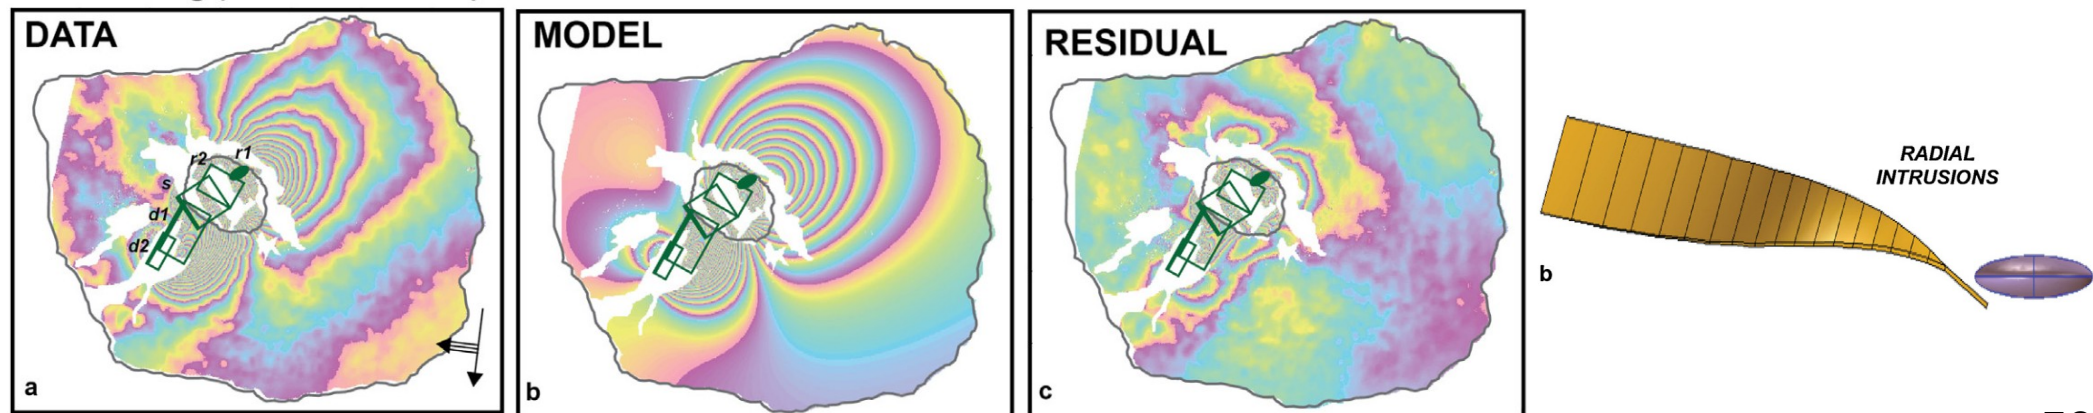 DATA
r2
r1
s
d1
d2
a
MODEL
b
RESIDUAL
c
RADIAL
INTRUSIONS
b